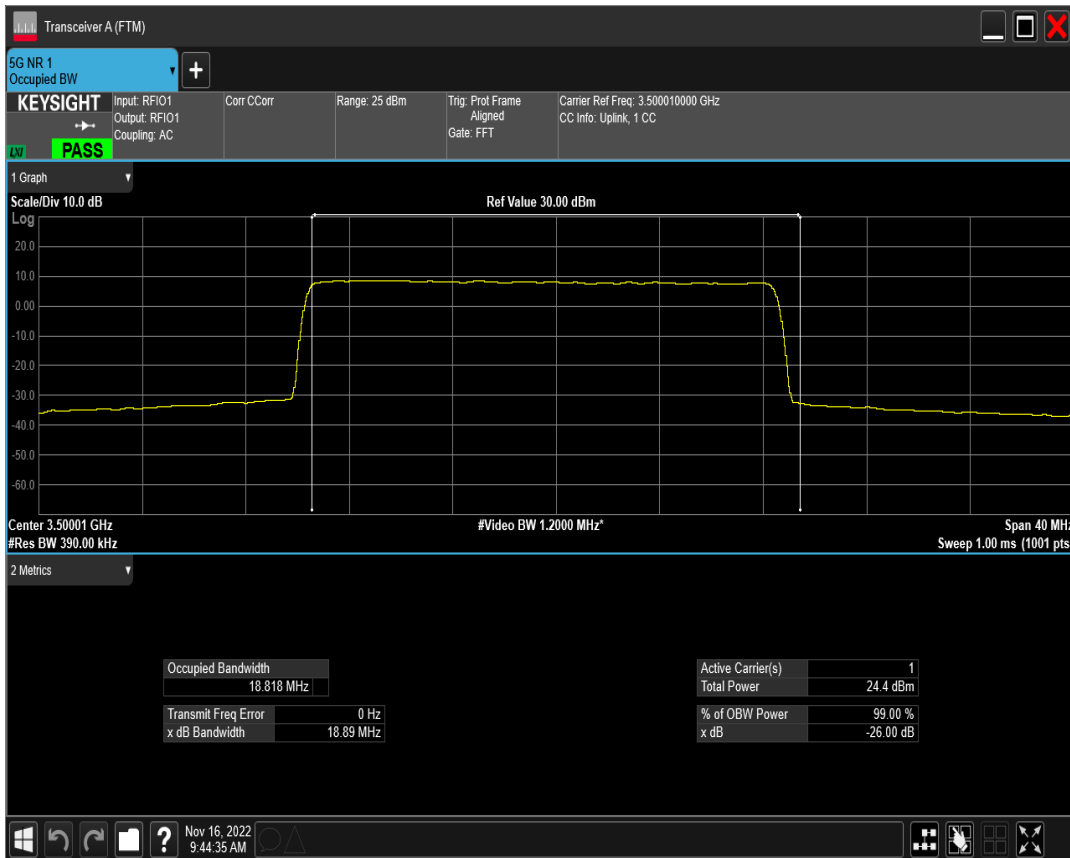 Transceiver A (FTM)
5G NR 1
Occupied BW
+
KEYSIGHT
LXI
PASS
Input: RFIO1
Output: RFIO1
Coupling: AC
Corr CCorr
Range: 25 dBm
Trig: Prot Frame
Aligned
Gate: FFT
Carrier Ref Freq: 3.500010000 GHz
CC Info: Uplink, 1 CC
1 Graph
Scale/Div 10.0 dB
Ref Value 30.00 dBm
Log
20.0
10.0
0.00
-10.0
-20.0
-30.0
-40.0
-50.0
-60.0
Center 3.50001 GHz
#Video BW 1.2000 MHz*
Span 40 MHz
#Res BW 390.00 kHz
Sweep 1.00 ms (1001 pts
2 Metrics
Occupied Bandwidth
18.818 MHz
Transmit Freq Error 0 Hz
x dB Bandwidth 18.89 MHz
Active Carrier(s) 1
Total Power 24.4 dBm
% of OBW Power 99.00 %
x dB -26.00 dB
?
Nov 16, 2022
9:44:35 AM